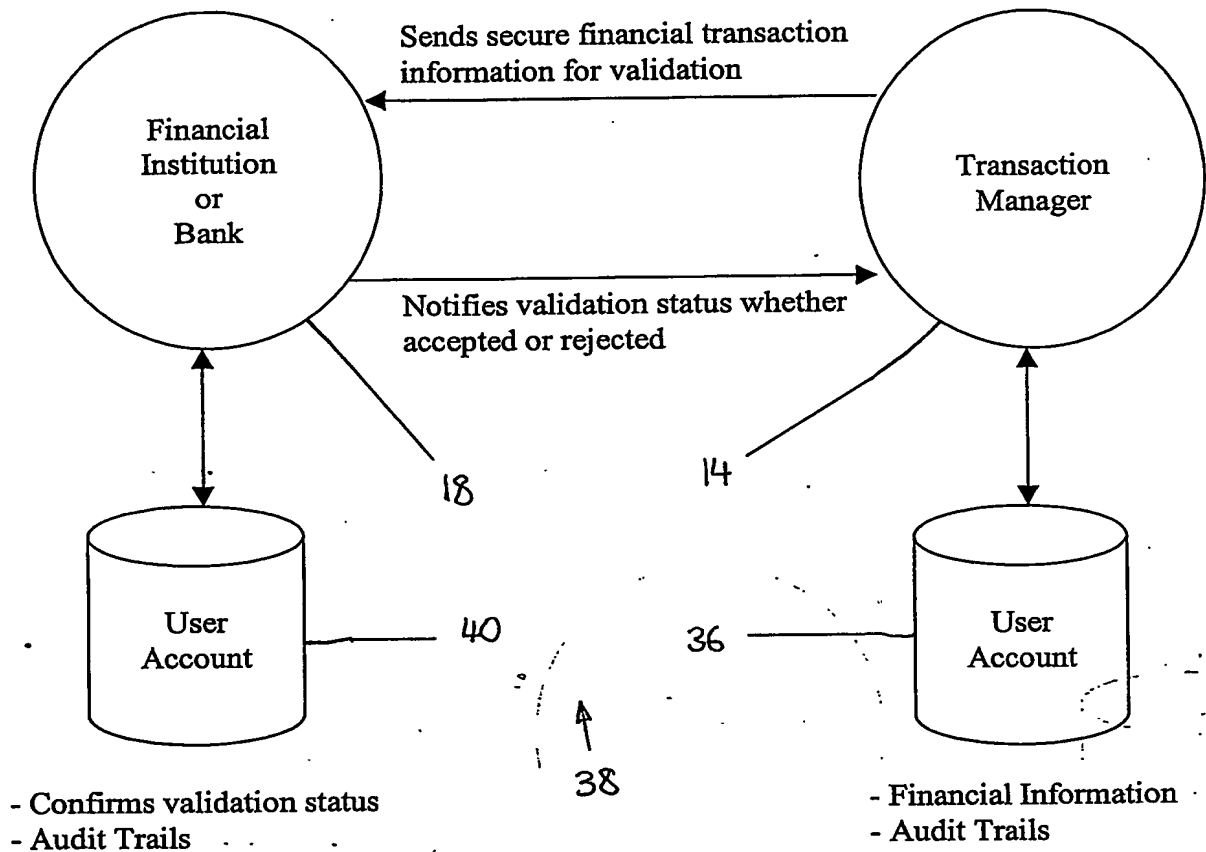 Sends secure financial transaction
information for validation
Financial
Institution
or
Bank
Transaction
Manager
Notifies validation status whether
accepted or rejected
18
14
User
Account
40
36
User
Account
38
- Confirms validation status
- Audit Trails
- Financial Information
- Audit Trails